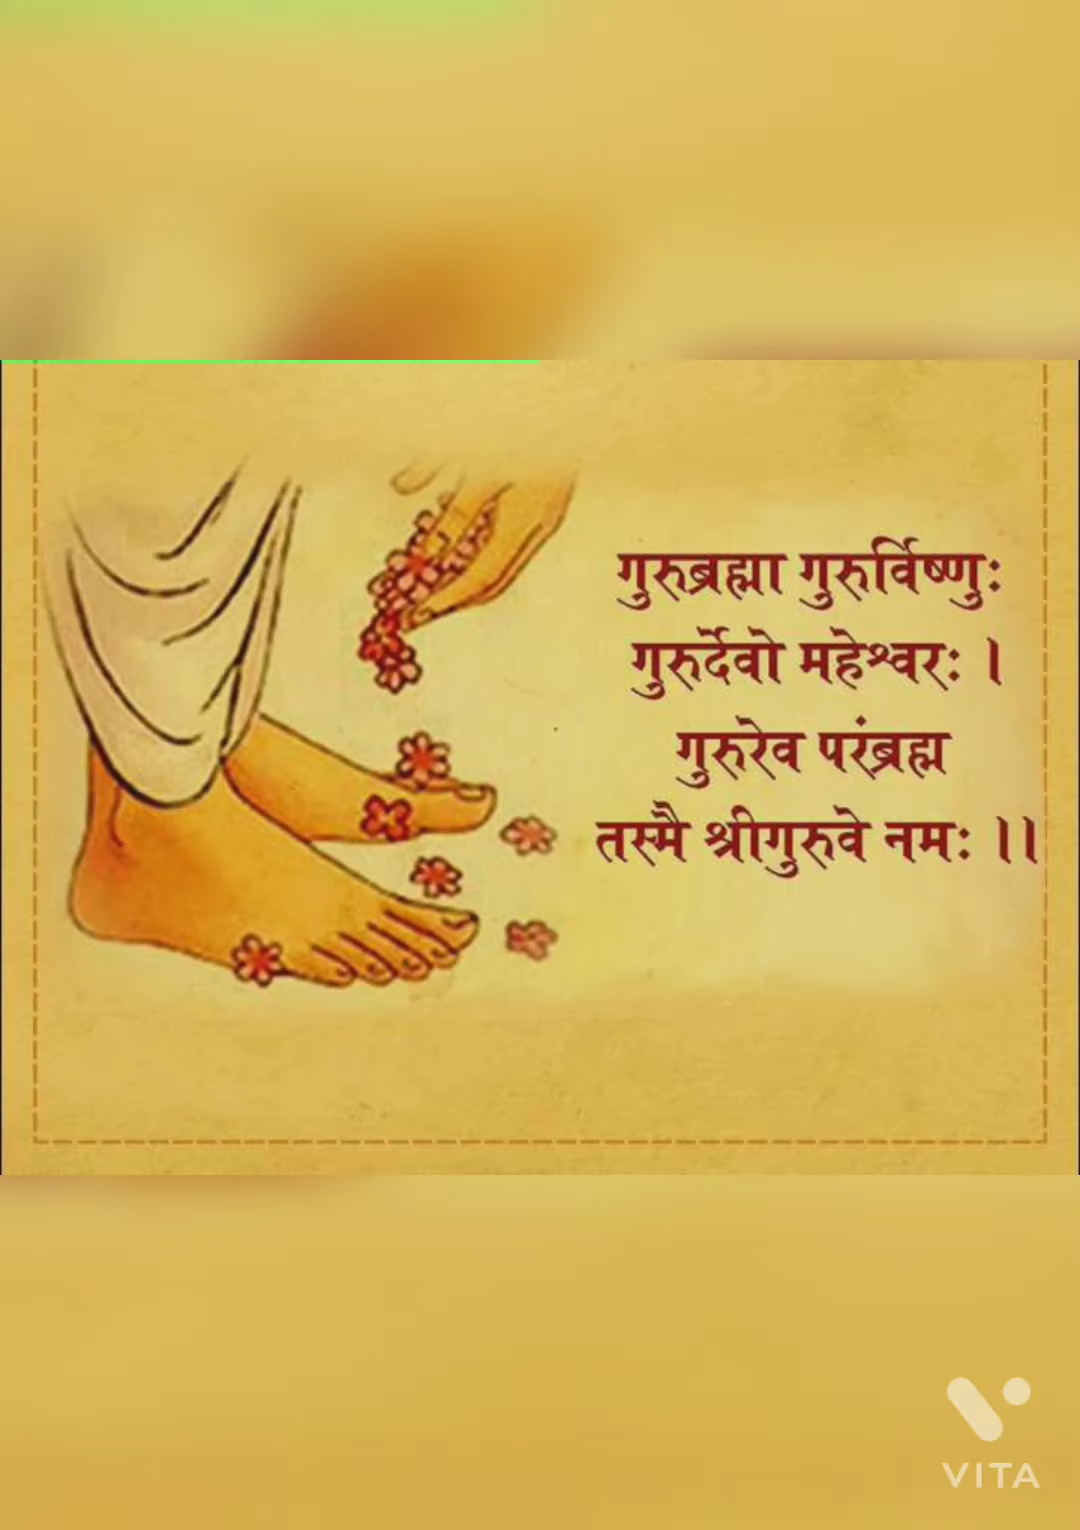 गुरुब्रह्मा गुरुर्विष्णुः
गुरुर्देवो महेश्वरः ।
गुरुरेव परंब्रह्म
तस्मै श्रीगुरुवे नमः ।।
VITA